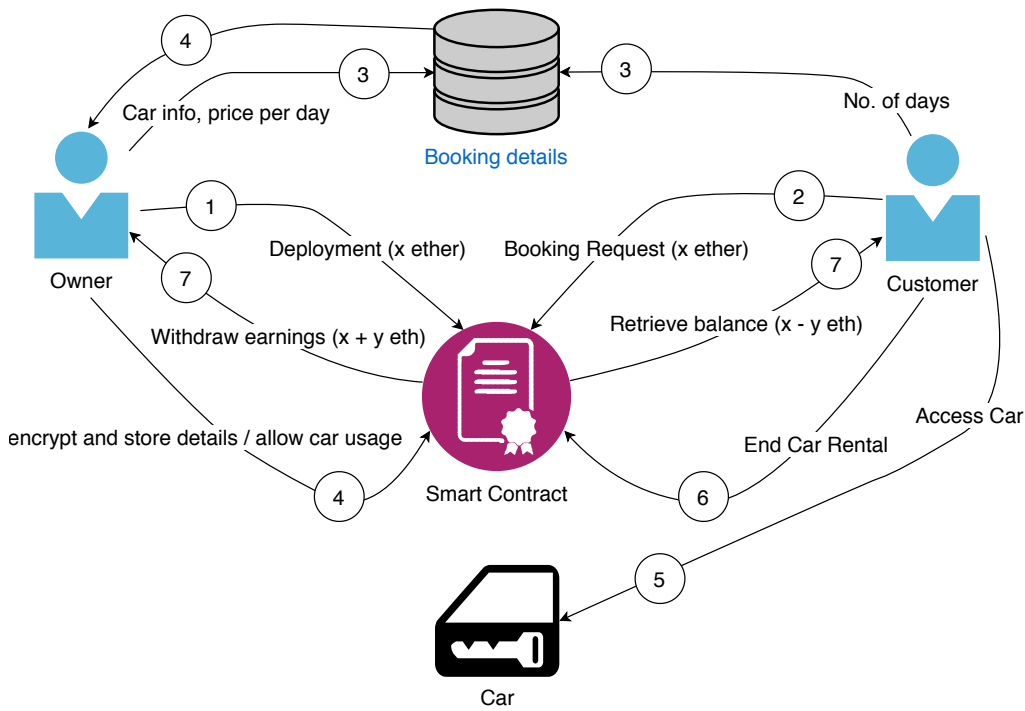 4
3
3
Car info, price per day
No. of days
Booking details
1
2
Deployment (x ether)
Booking Request (x ether)
7
7
Owner
Customer
Withdraw earnings (x + y eth)
Retrieve balance (x - y eth)
Access Car
encrypt and store details / allow car usage
End Car Rental
4
Smart Contract
6
5
Car